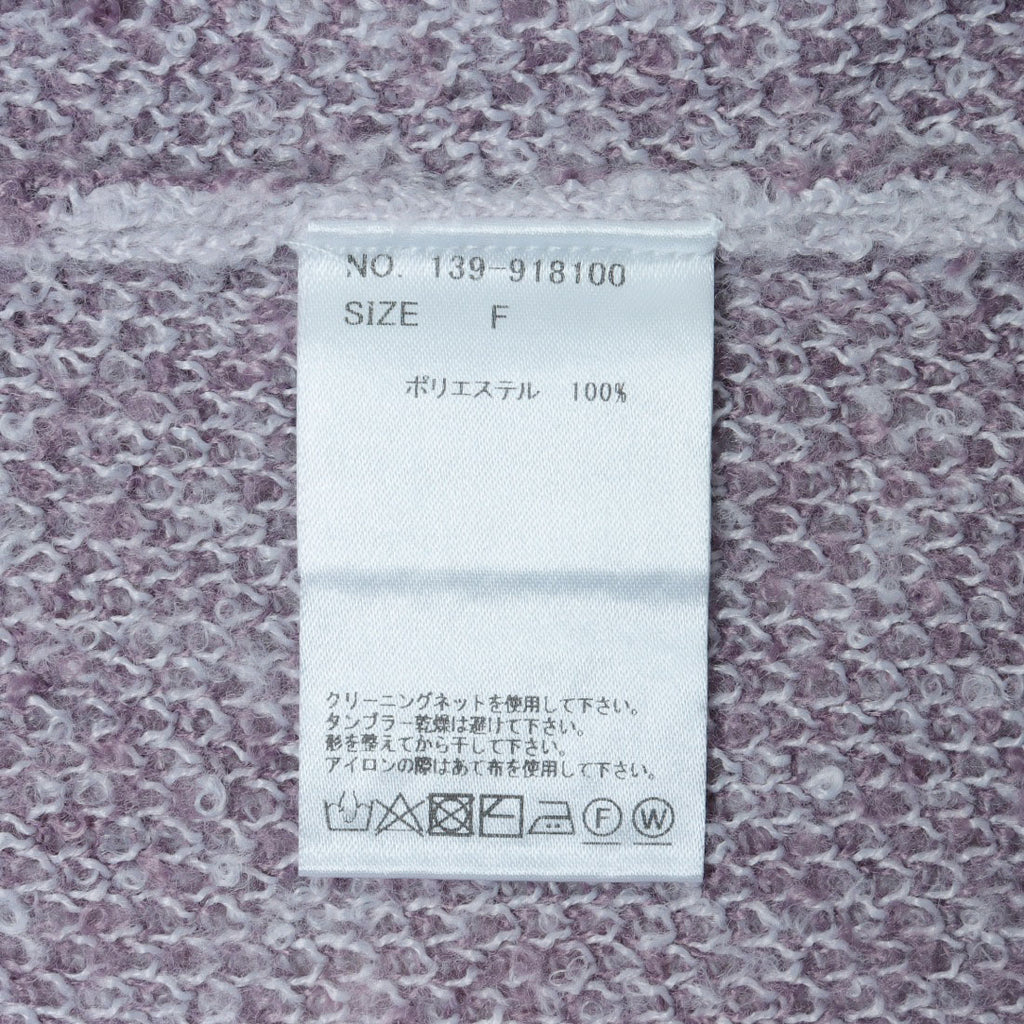 NO. 139-918100
SIZE F
ポリエステル 100%
クリーニングネットを使用して下さい。
タンブラー乾燥は避けて下さい。
形を整えてから干して下さい。
アイロンの際はあて布を使用して下さい。
F W